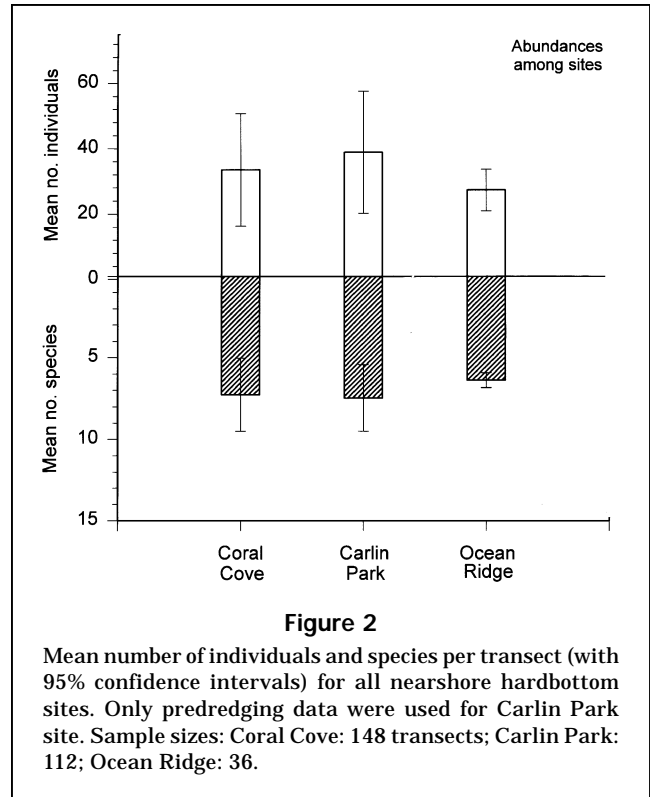 Abundances
among sites
Mean no. individuals
60
40
20
0
Mean no. species
5
10
15
Coral
Cove
Carlin
Park
Ocean
Ridge
Figure 2
Mean number of individuals and species per transect (with
95% confidence intervals) for all nearshore hardbottom
sites. Only predredging data were used for Carlin Park
site. Sample sizes: Coral Cove: 148 transects; Carlin Park:
112; Ocean Ridge: 36.